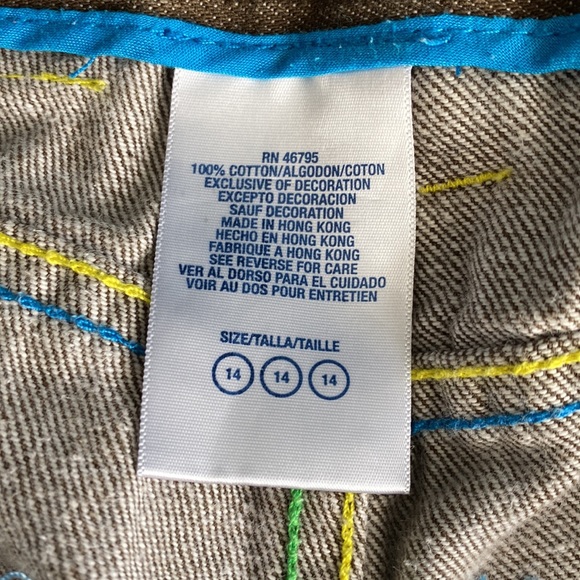 RN 46795
100% COTTON/ALGODON/COTON
EXCLUSIVE OF DECORATION
EXCEPTO DECORACION
SAUF DECORATION
MADE IN HONG KONG
HECHO EN HONG KONG
FABRIQUE A HONG KONG
SEE REVERSE FOR CARE
VER AL DORSO PARA EL CUIDADO
VOIR AU DOS POUR ENTRETIEN
SIZE/TALLA/TAILLE
14 14 14